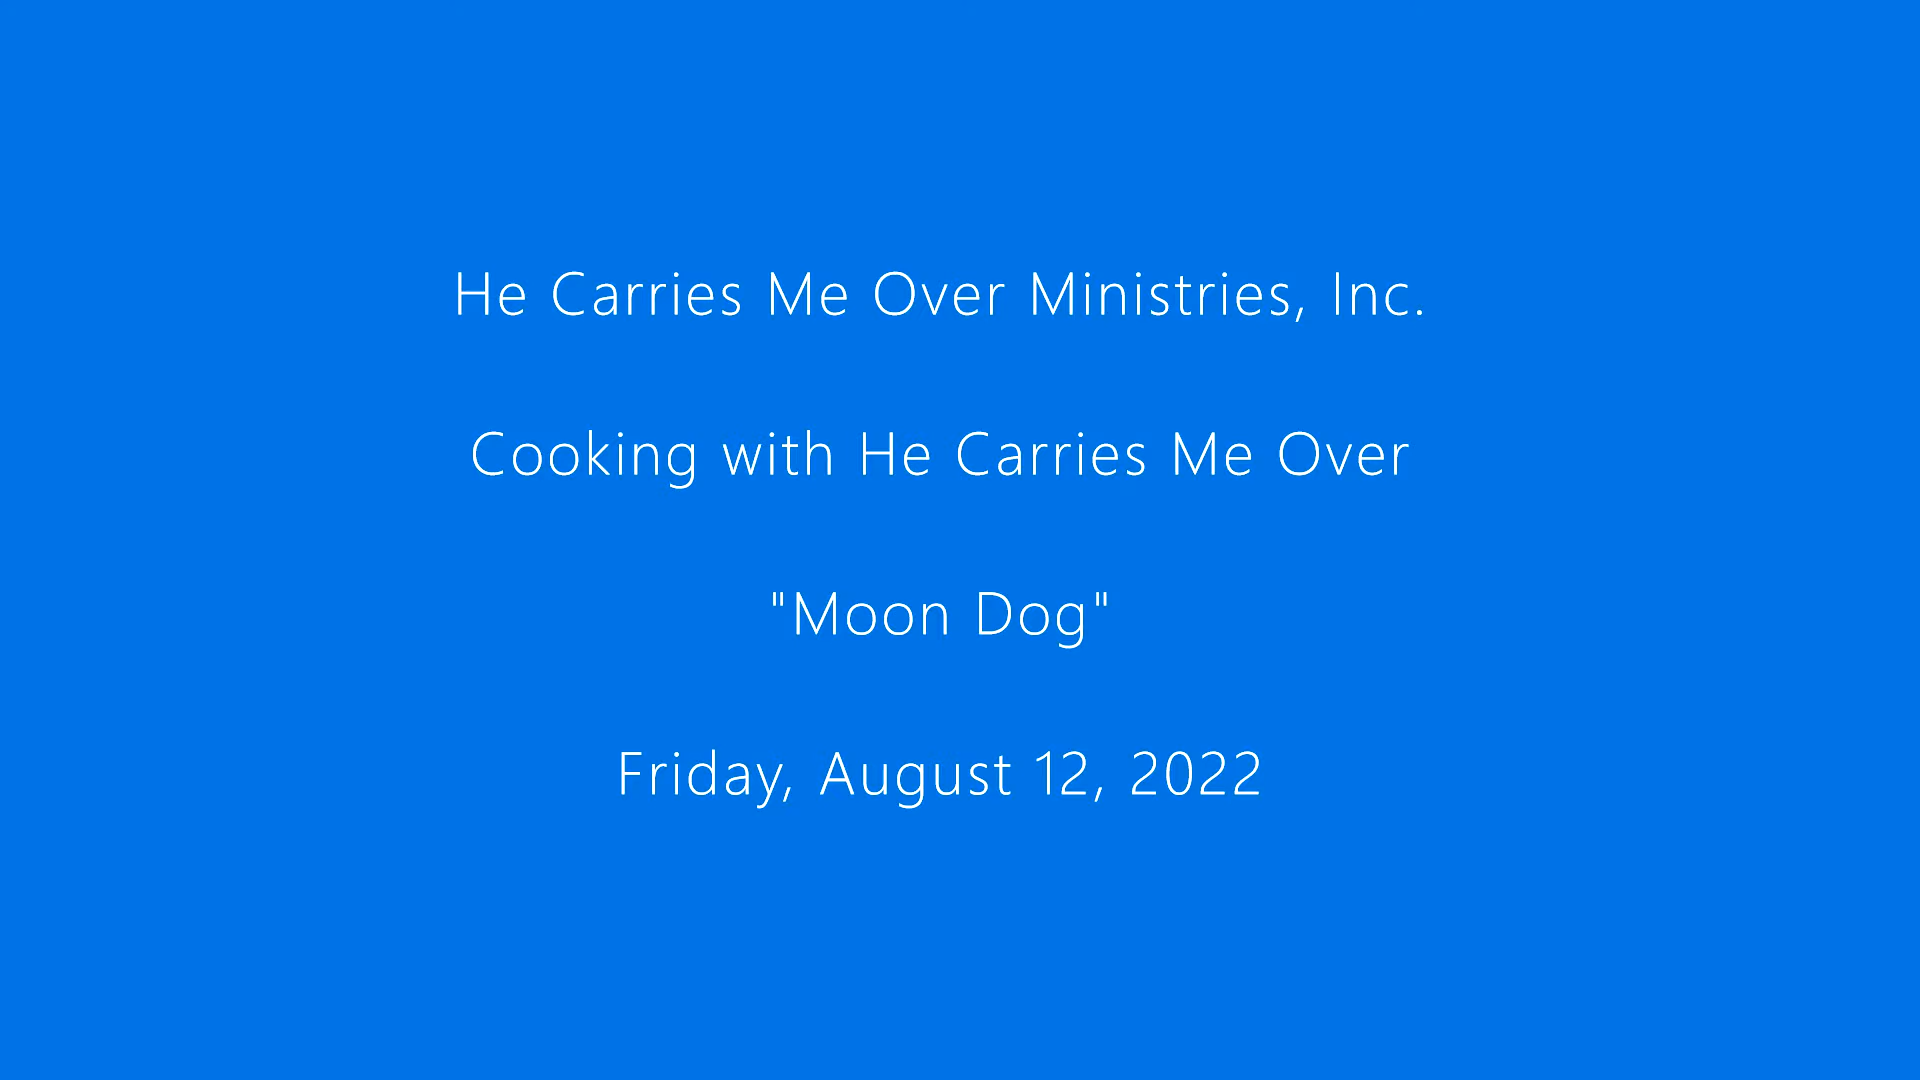 He Carries Me Over Ministries, Inc.
Cooking with He Carries Me Over
"Moon Dog"
Friday, August 12, 2022